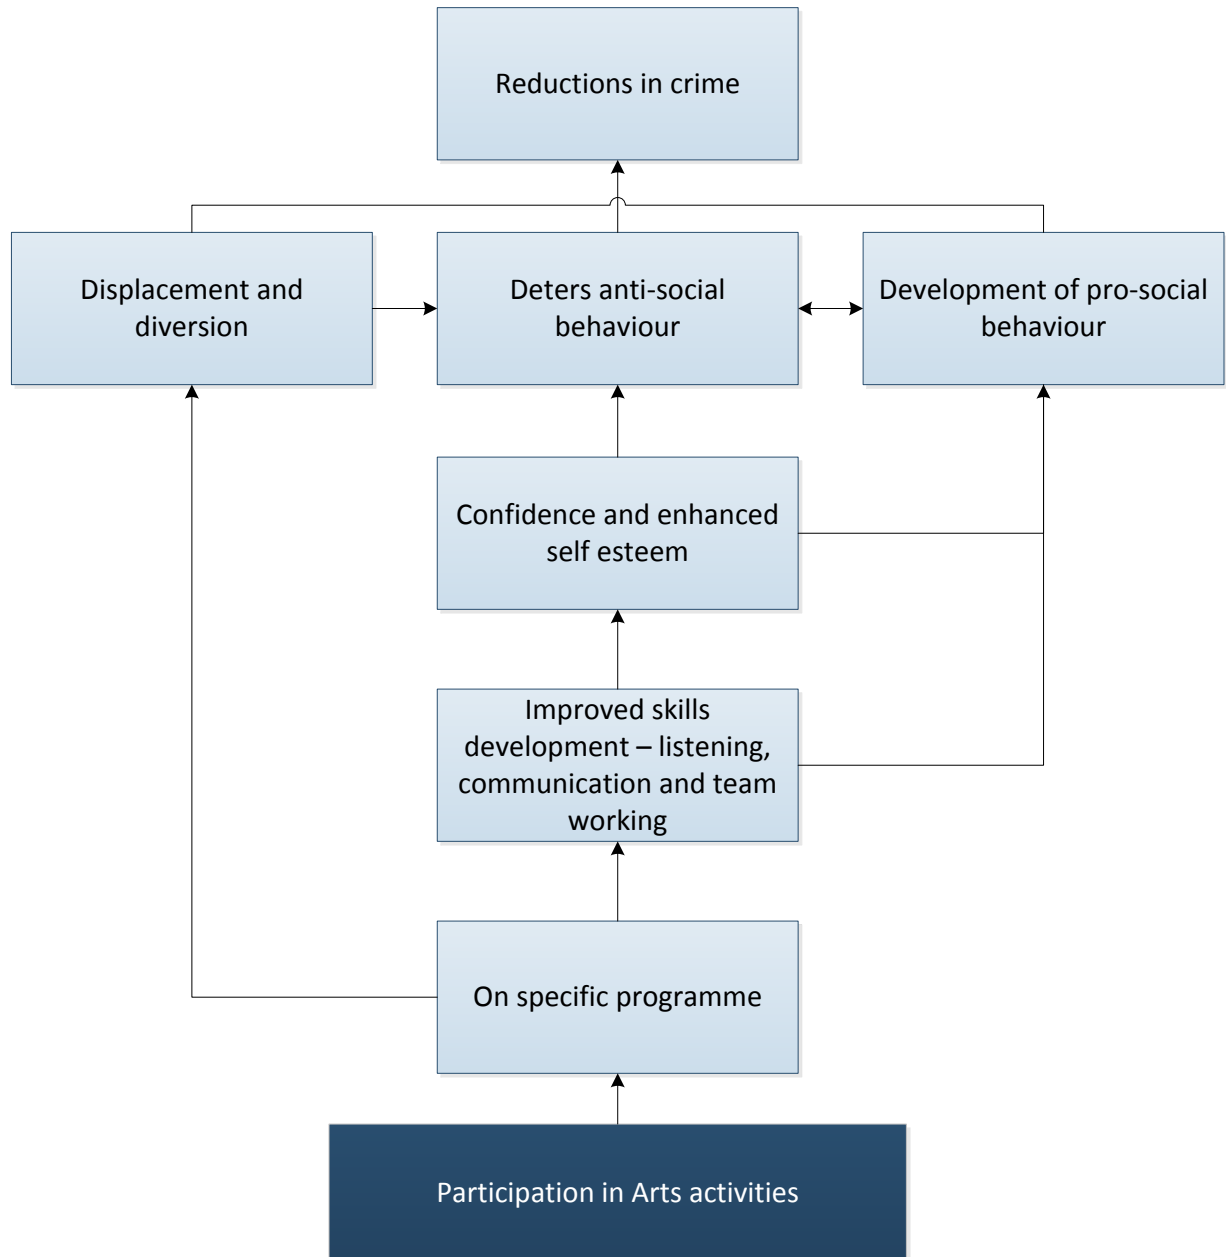 Reductions in crime
Displacement and
diversion
Deters anti-social
behaviour
Development of pro-social
behaviour
Confidence and enhanced
self esteem
Improved skills
development – listening,
communication and team
working
On specific programme
Participation in Arts activities